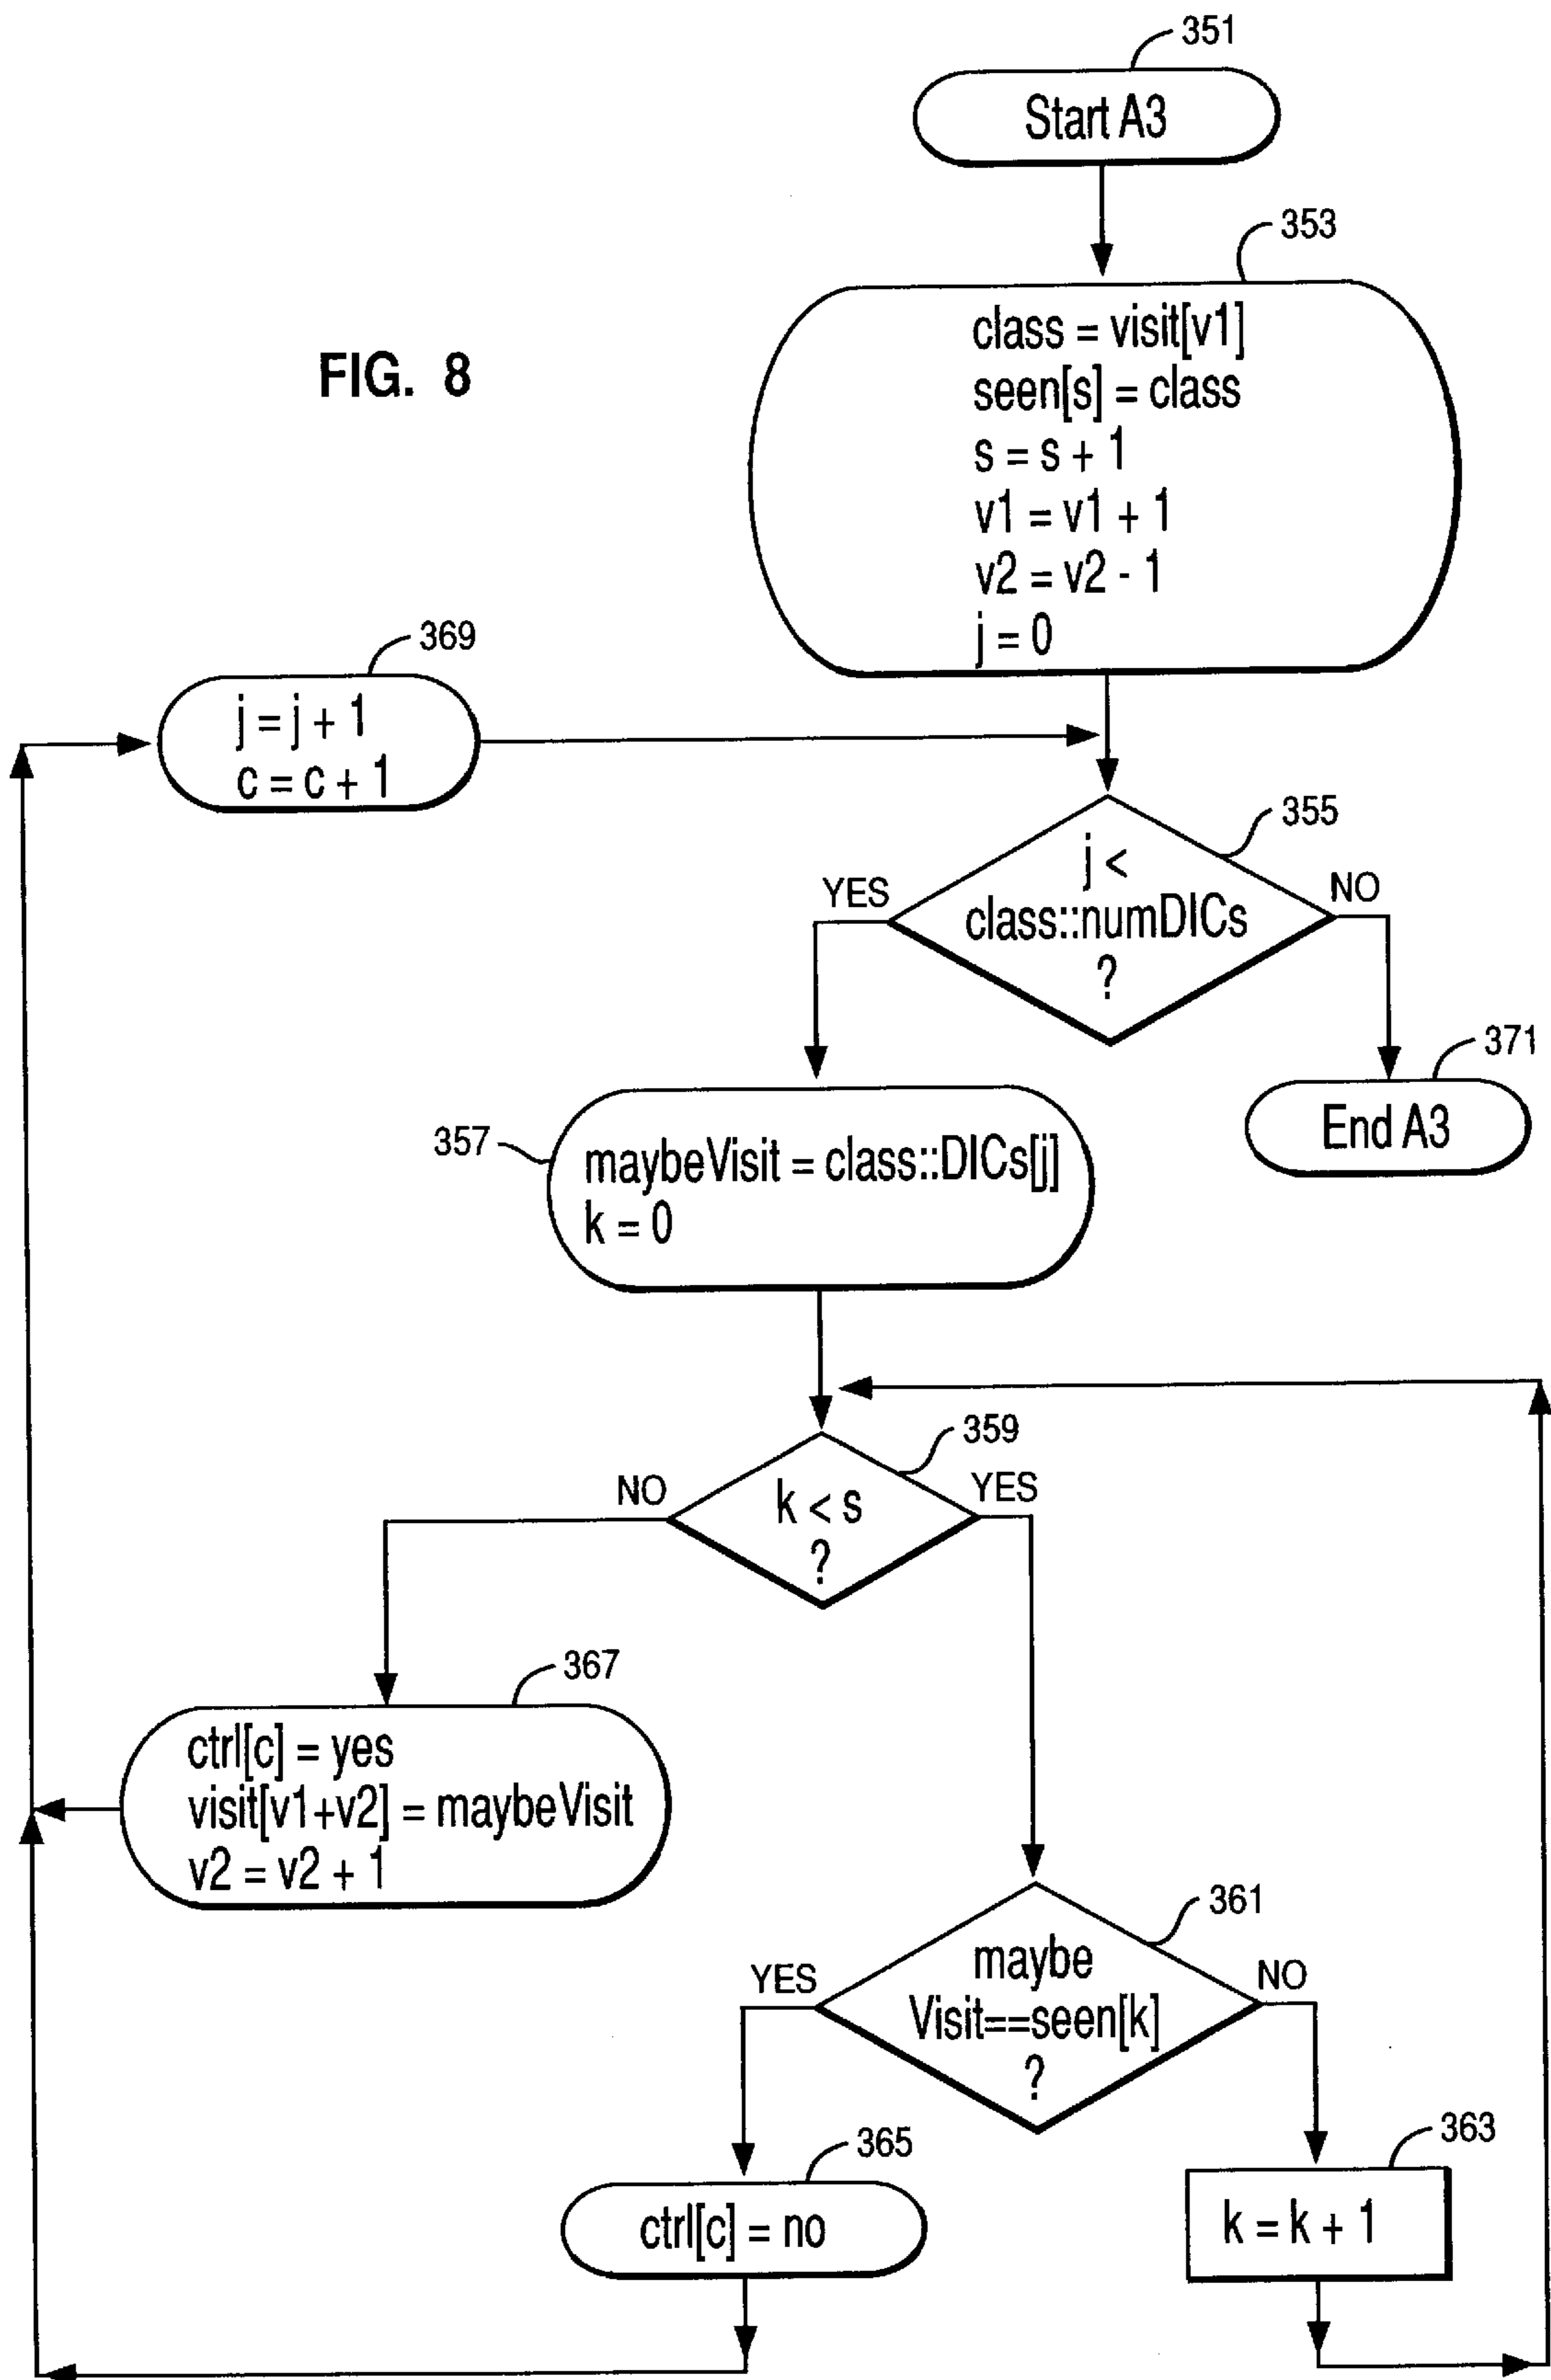 351
Start A3
353
FIG. 8
class = visit[v1]
seen[s] = class
s = s + 1
v1 = v1 + 1
v2 = v2 - 1
j = 0
369
j = j + 1
c = c + 1
355
j <
class::numDICs
?
YES
NO
371
End A3
357
maybeVisit = class::DICs[j]
k = 0
359
NO
YES
k < s
?
367
ctrl[c] = yes
visit[v1+v2] = maybeVisit
v2 = v2 + 1
361
YES
NO
maybe
Visit==seen[k]
?
365
ctrl[c] = no
363
k = k + 1